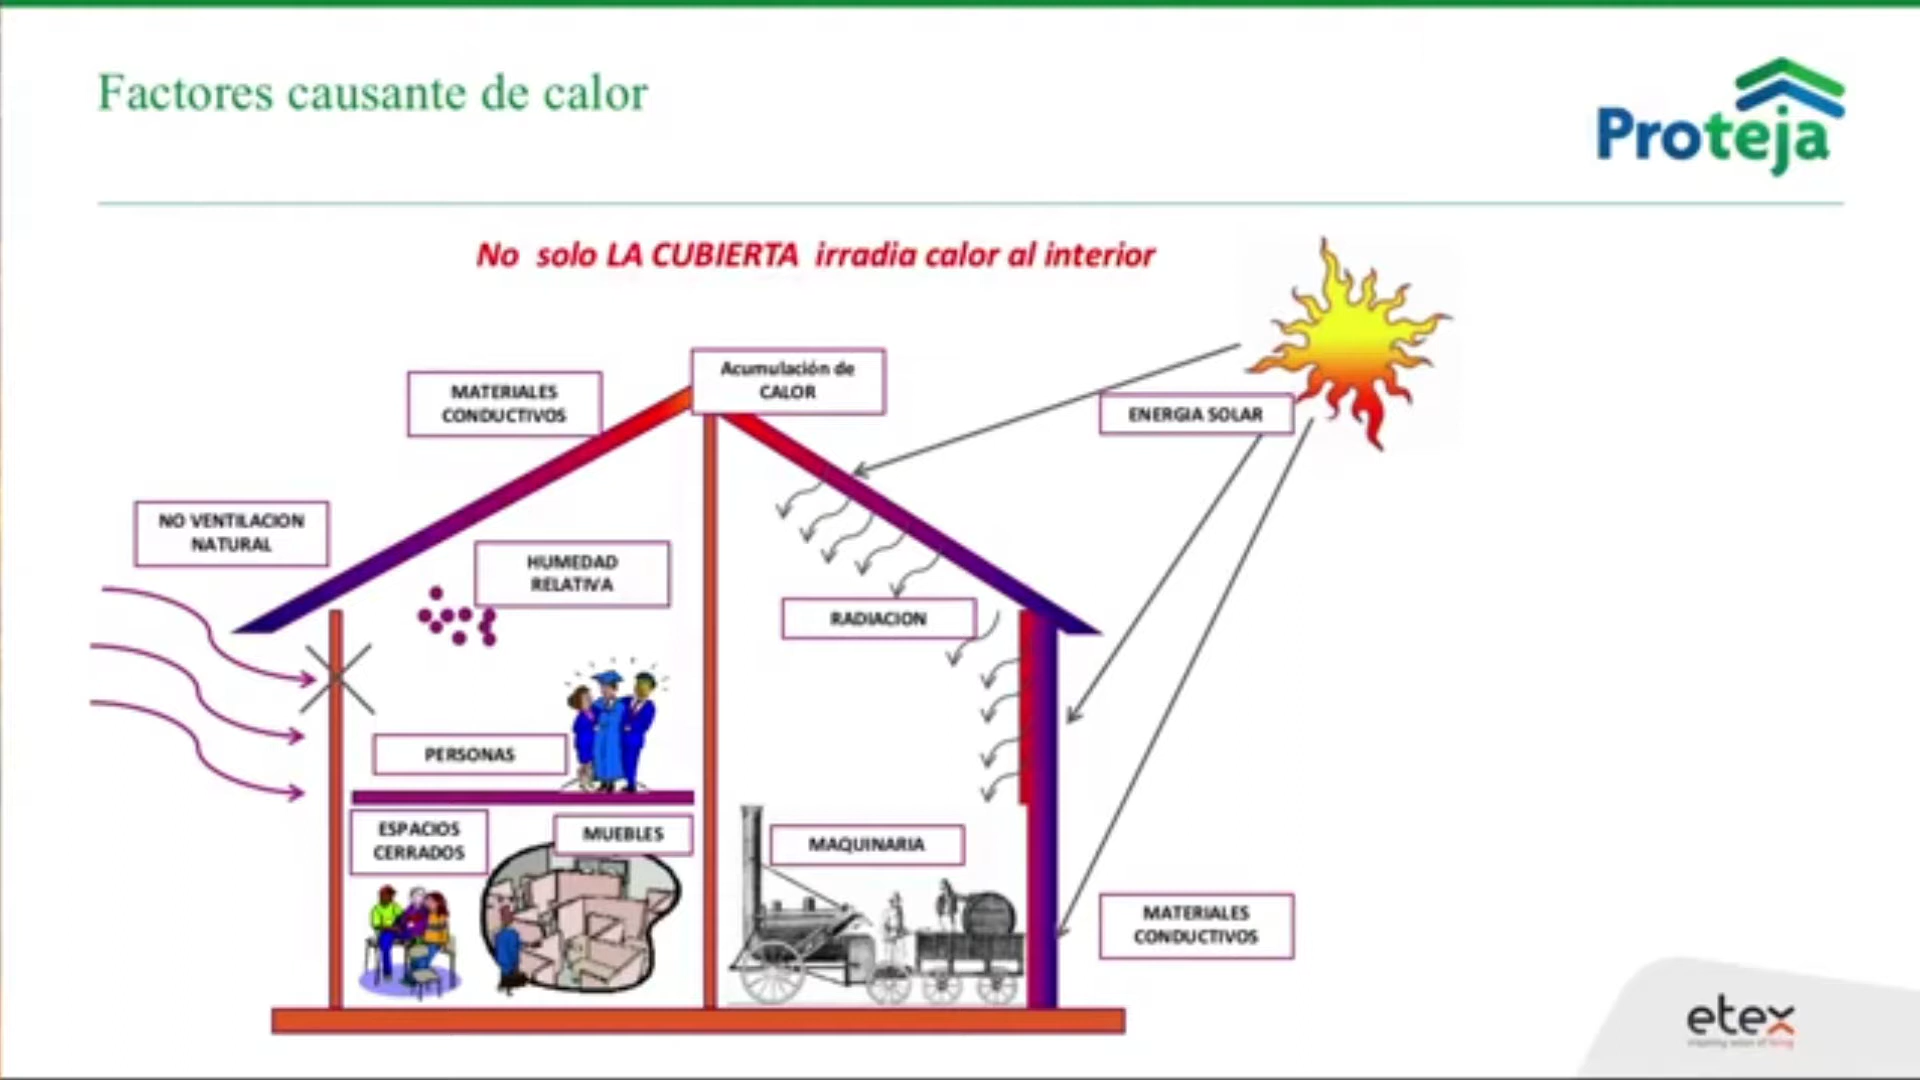 Factores causante de calor
Proteja
No solo LA CUBIERTA irradia calor al interior
Acumulación de
CALOR
MATERIALES
CONDUCTIVOS
ENERGIA SOLAR
NO VENTILACION
NATURAL
HUMEDAD
RELATIVA
RADIACION
PERSONAS
ESPACIOS
CERRADOS
MUEBLES
MAQUINARIA
MATERIALES
CONDUCTIVOS
etex